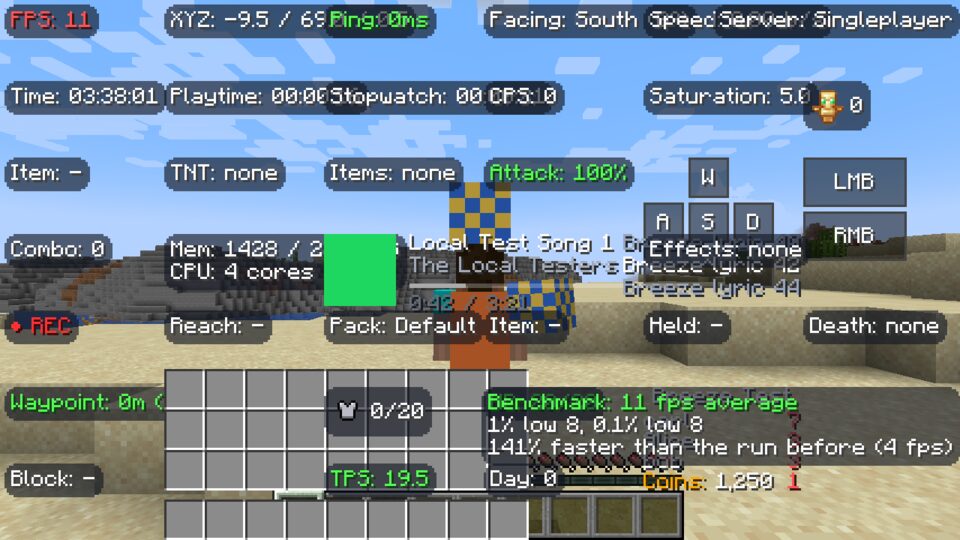 FPS: 11
XYZ: -9.5 / 69
Ping: 0ms
Facing: South
Speed
Server: Singleplayer
Time: 03:38:01
Playtime: 00:00
Stopwatch: 00
CPS:
0
Saturation: 5.0
0
Item: -
TNT: none
Items: none
Attack: 100%
W
LMB
A
S
D
RMB
Combo: 0
Mem: 1428 / 2
CPU: 4 cores
Local Test Song 1
The Local Testers
0:42 / 3:21
Effects: none
Breeze lyric
Breeze lyric 44
REC
Reach: -
Pack: Default
Item: -
Held: -
Death: none
Waypoint: 0m (
0/20
Benchmark: 11 fps average
1% low 8, 0.1% low 8
141% faster than the run before (4 fps)
Block: -
TPS: 19.5
Day: 0
Coins: 1,250
1